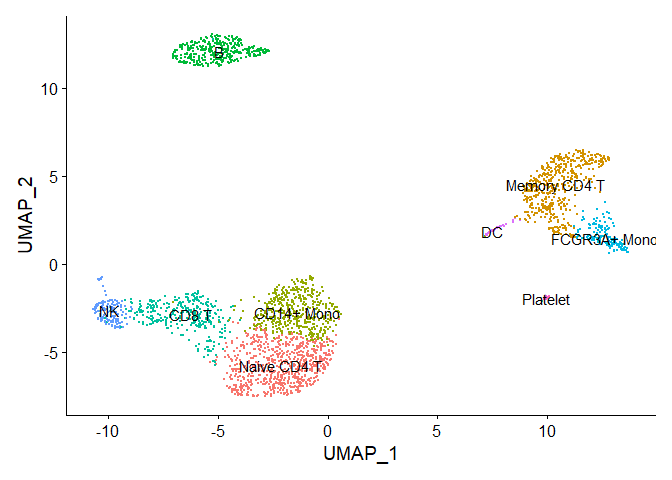 B
10
Memory CD4 T
5
DC
FCGR3A+ Mono
UMAP_2
0
Platelet
NK
CD8 T
CD14+ Mono
-5
Naive CD4 T
-10
-5
0
5
10
UMAP_1